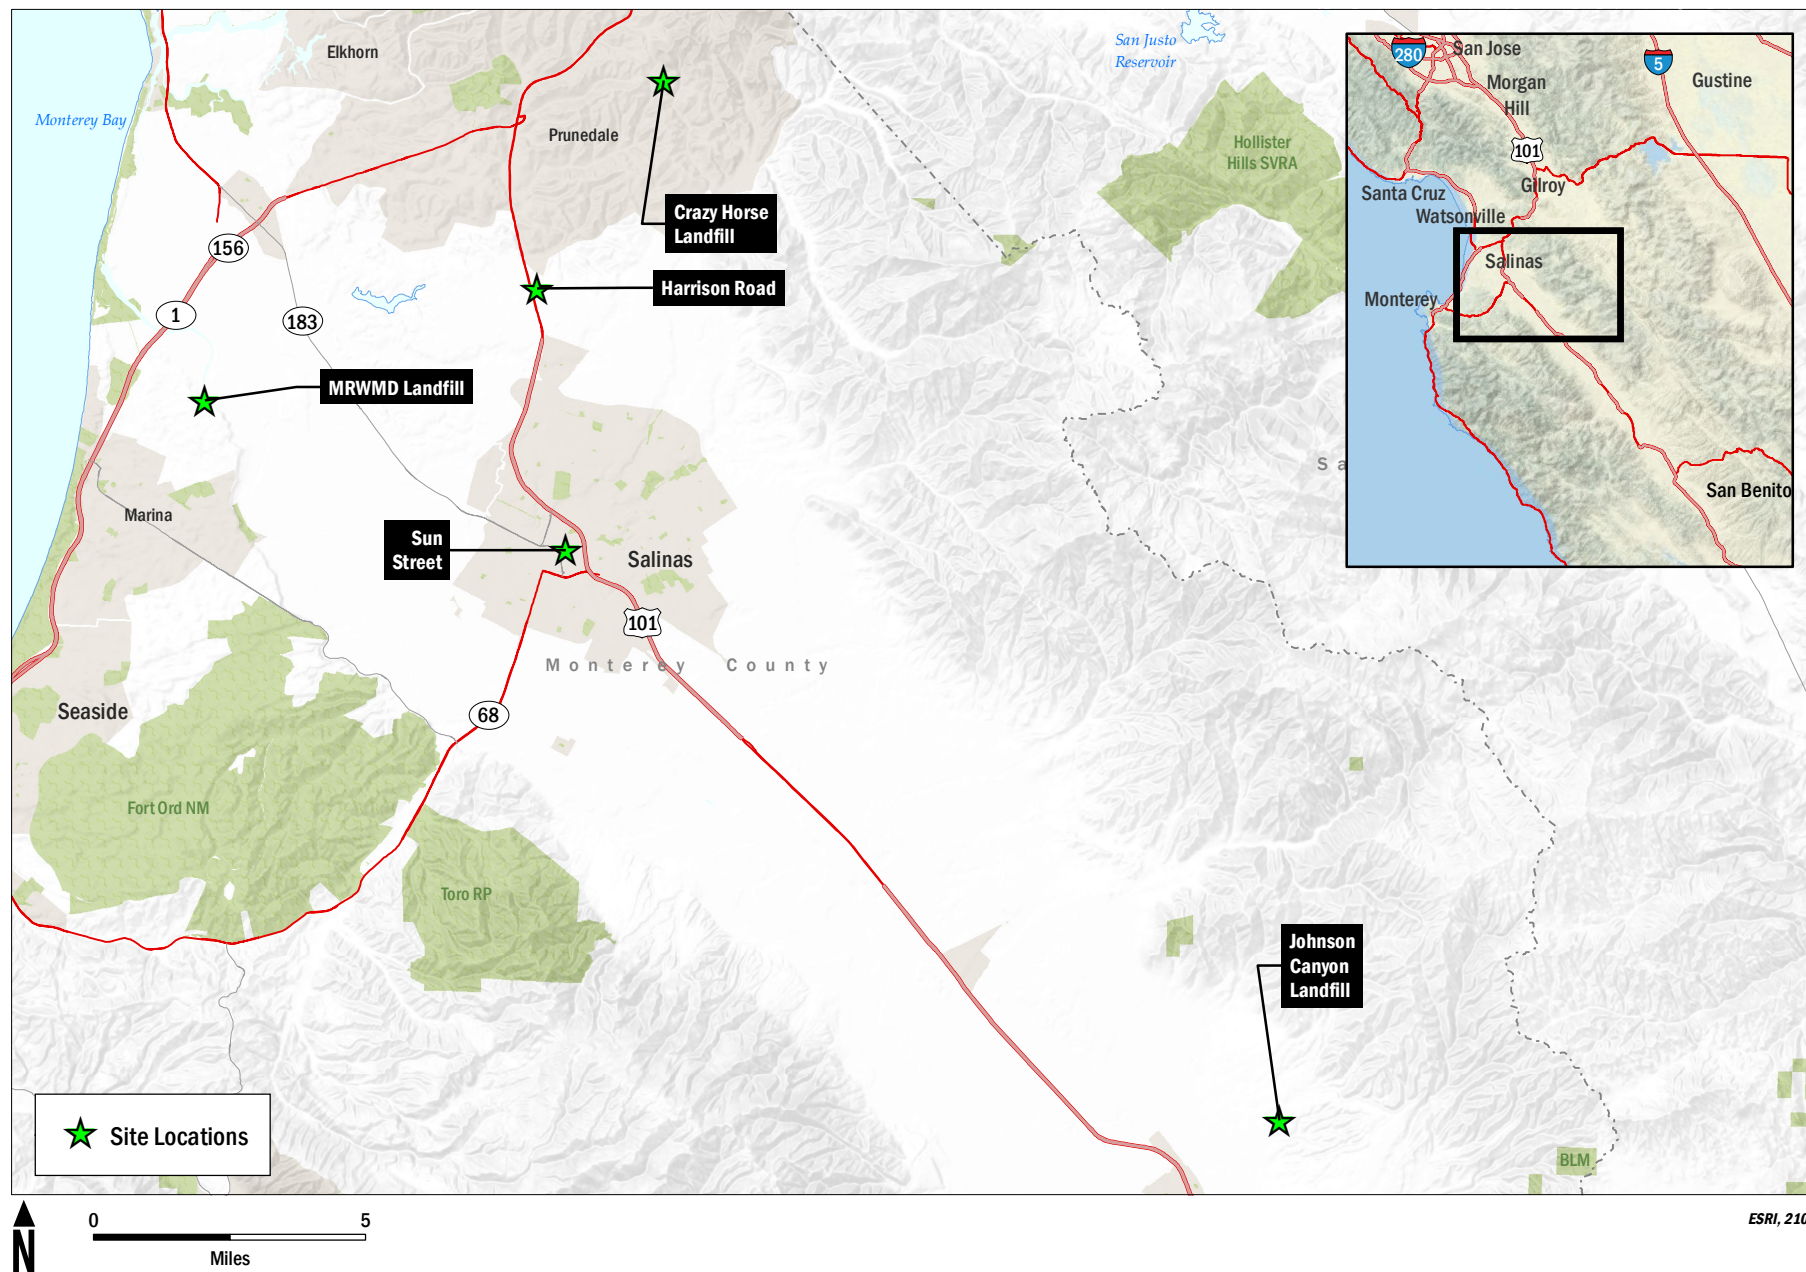 Elkhorn
Monterey Bay
Prunedale
San Justo
Reservoir
Hollister
Hills SVRA
Crazy Horse
Landfill
Harrison Road
156
1
183
MRWMD Landfill
Marina
Sun
Street
Salinas
101
Monterey County
Seaside
68
Fort Ord NM
Toro RP
Johnson
Canyon
Landfill
BLM
Sa
280
San Jose
Morgan
Hill
5
Gustine
101
Gilroy
Santa Cruz
Watsonville
Salinas
Monterey
San Benito
Site Locations
N
0 5
Miles
ESRI, 210